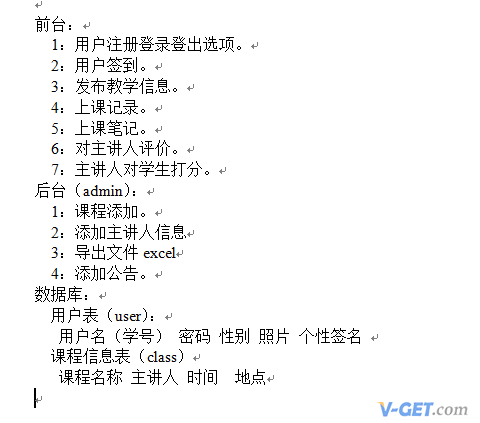 前台：
1：用户注册登录登出选项。
2：用户签到。
3：发布教学信息。
4：上课记录。
5：上课笔记。
6：对主讲人评价。
7：主讲人对学生打分。
后台（admin）：
1：课程添加。
2：添加主讲人信息
3：导出文件 excel
4：添加公告。
数据库：
用户表（user）：
用户名（学号） 密码 性别 照片 个性签名
课程信息表（class）
课程名称 主讲人 时间 地点
V-GET.com